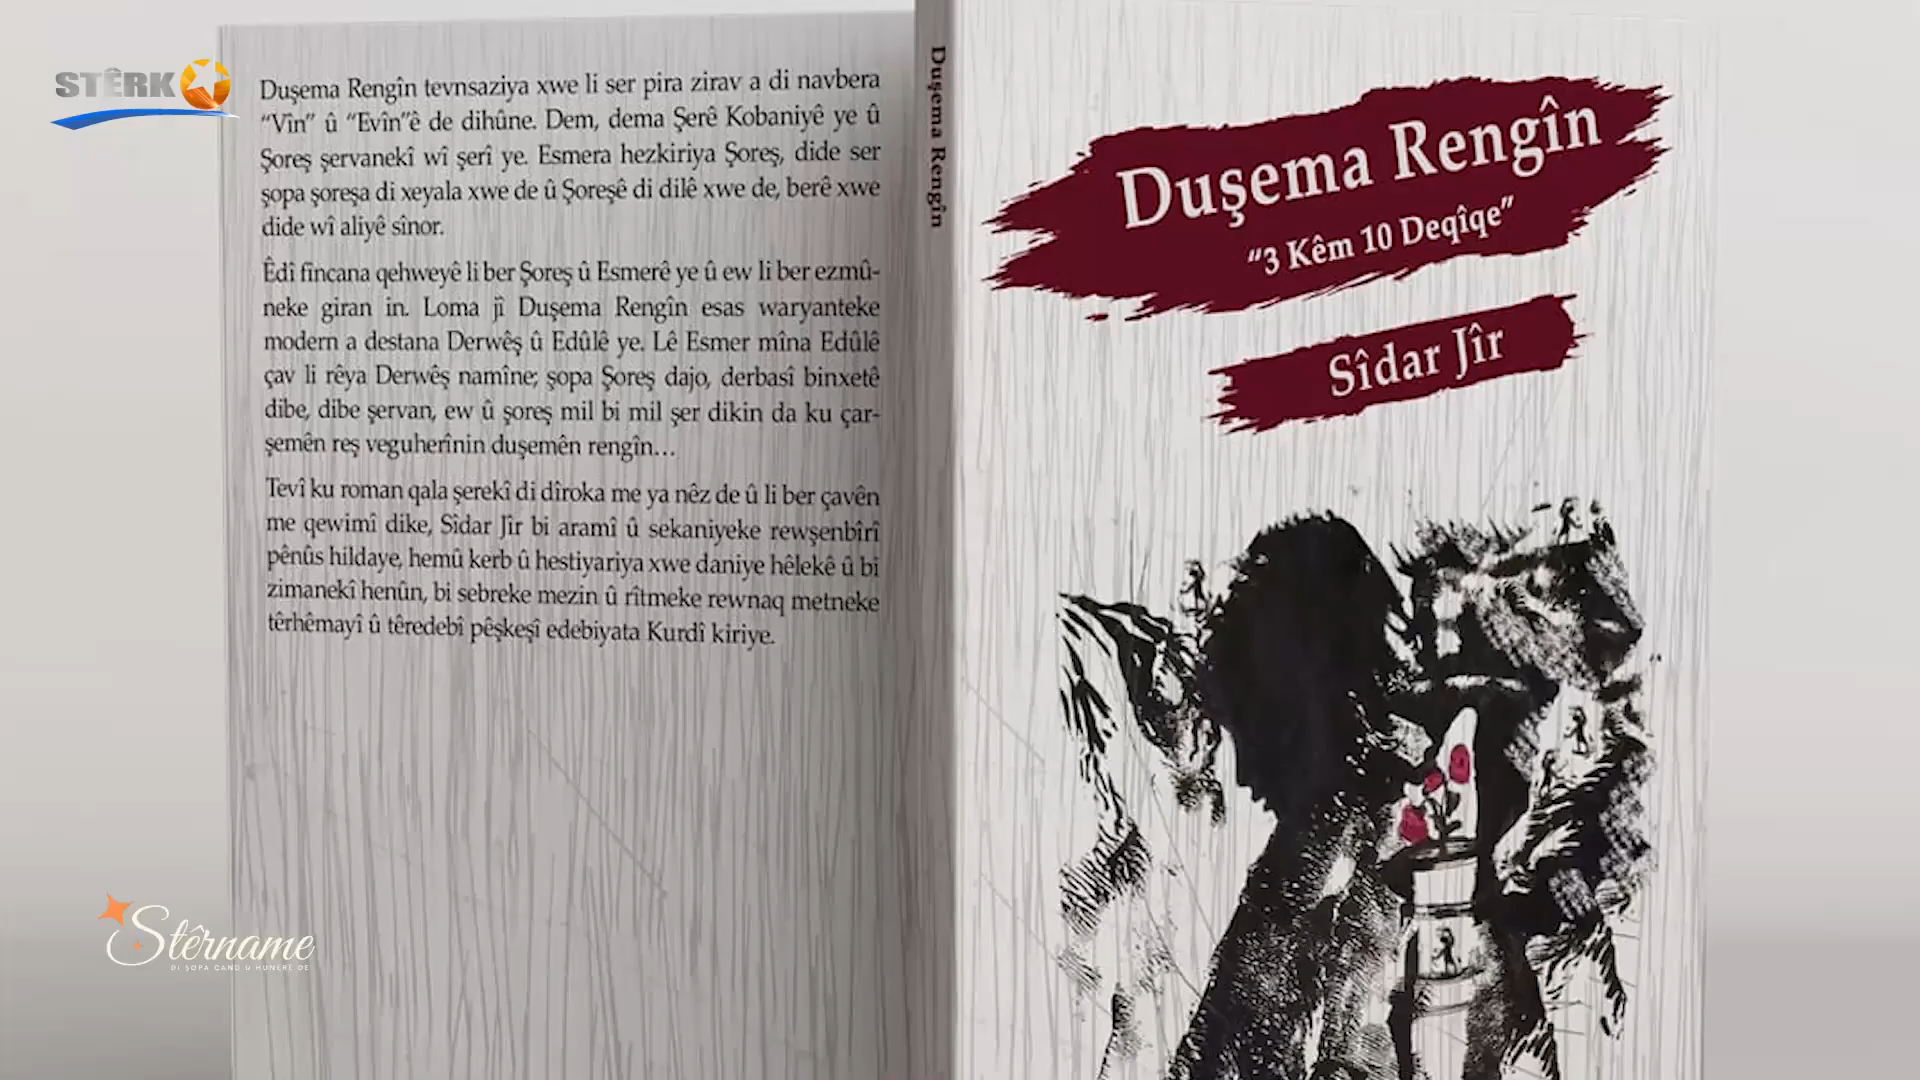 STÊRK
Duşema Rengîn tevnsaziya xwe li ser pira zirav a di navbera
“Vîn” û “Evîn”ê de dihûne. Dem, dema Şerê Kobaniyê ye û
Şoreş şervanekî wî şerî ye. Esmera hezkiriya Şoreş, dide ser
şopa şoreşa di xeyala xwe de û Şoreşê di dilê xwe de, berê xwe
dide wî aliyê sînor.
Êdî fîncana qehweyê li ber Şoreş û Esmerê ye û ew li ber ezmû-
neke giran in. Loma jî Duşema Rengîn esas waryanteke
modern a destana Derwêş û Edûlê ye. Lê Esmer mîna Edûlê
çav li rêya Derwêş namîne; şopa Şoreş dajo, derbasî binxetê
dibe, dibe şervan, ew û şoreş mil bi mil şer dikin da ku çar-
şemên reş veguherînin duşemên rengîn…
Tevî ku roman qala şerekî di dîroka me ya nêz de û li ber çavên
me qewimî dike, Sîdar Jîr bi aramî û sekaniyeke rewşenbîrî
pênûs hildaye, hemû kerb û hestiyariya xwe daniye hêlekê û bi
zimanekî henûn, bi sebreke mezin û rîtmeke rewnaq metneke
têrhêmayî û têredebî pêşkeşî edebiyata Kurdî kiriye.
Duşema Rengîn
Duşema Rengîn
“3 Kêm 10 Deqîqe”
Sîdar Jîr
Stêrname
DI ŞOPA ÇAND Û HUNERÊ DE